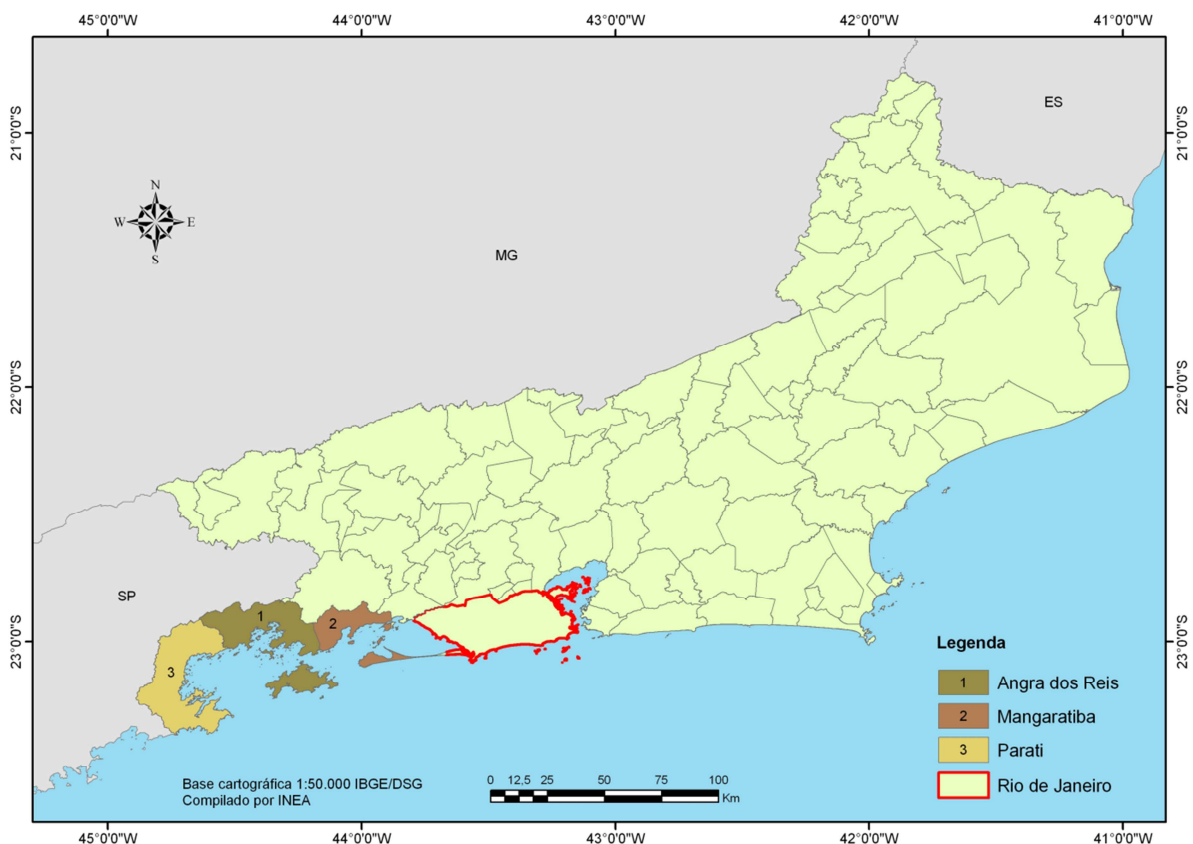 45°0'0"W 44°0'0"W 43°0'0"W 42°0'0"W 41°0'0"W
ES
21°0'0"S
21°0'0"S
N
W E
S
MG
22°0'0"S
22°0'0"S
SP
1
2
3
23°0'0"S
23°0'0"S
Legenda
1 Angra dos Reis
2 Mangaratiba
3 Parati
Rio de Janeiro
Base cartográfica 1:50.000 IBGE/DSG
Compilado por INEA
0 12.5 25 50 75 100
Km
45°0'0"W 44°0'0"W 43°0'0"W 42°0'0"W 41°0'0"W